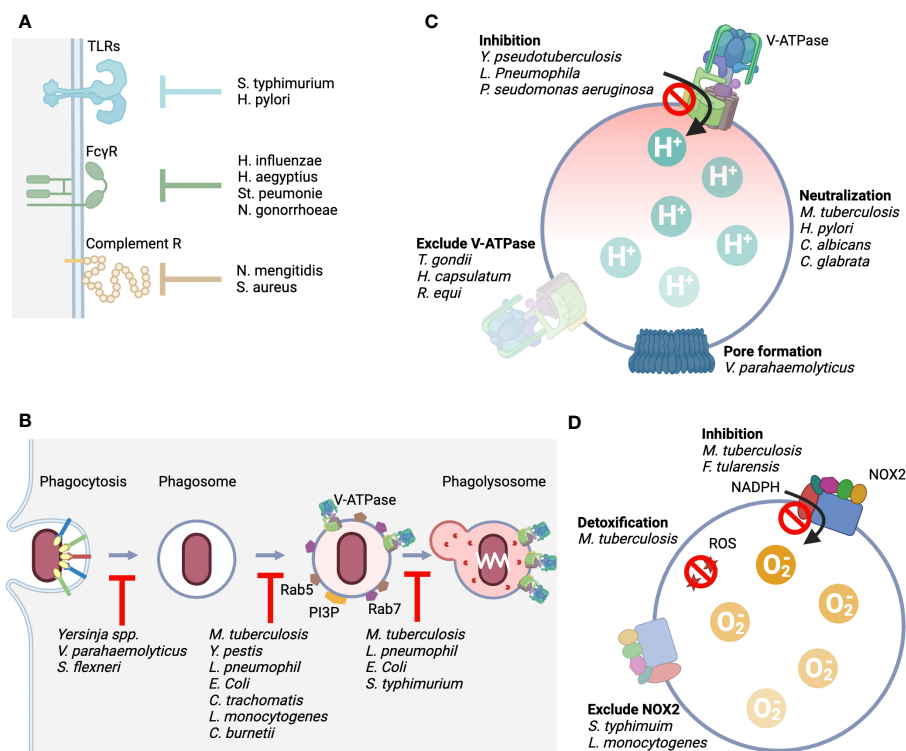 A
TLRs
S. typhimurium
H. pylori
FcγR
H. influenzae
H. aegyptius
St. peumonie
N. gonorrhoeae
Complement R
N. mengitidis
S. aureus
B
Phagocytosis
Phagosome
V-ATPase
Phagolysosome
Rab5
PI3P
Rab7
Yersinja spp.
V. parahaemolyticus
S. flexneri
M. tuberculosis
Y. pestis
L. pneumophil
E. Coli
C. trachomatis
L. monocytogenes
C. burnetii
M. tuberculosis
L. pneumophil
E. Coli
S. typhimurium
C
V-ATPase
Inhibition
Y. pseudotuberculosis
L. Pneumophila
P. seudomonas aeruginosa
H+
H+
H+
H+
H+
H+
Neutralization
M. tuberculosis
H. pylori
C. albicans
C. glabrata
Exclude V-ATPase
T. gondii
H. capsulatum
R. equi
Pore formation
V. parahaemolyticus
D
Inhibition
M. tuberculosis
F. tularensis
NADPH
NOX2
Detoxification
M. tuberculosis
ROS
O2-
O2-
O2-
O2-
O2-
Exclude NOX2
S. typhimuim
L. monocytogenes